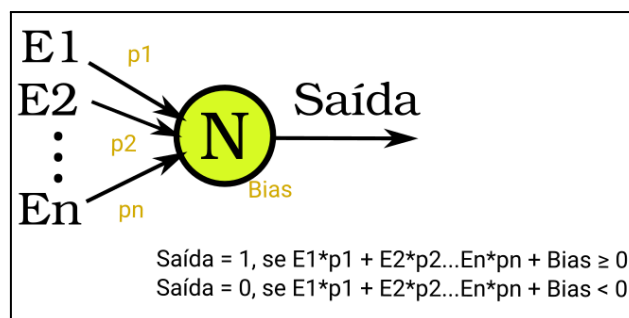 E1
p1
E2
Saída
N
p2
Bias
En
pn
Saída = 1, se E1*p1 + E2*p2...En*pn + Bias ≥ 0
Saída = 0, se E1*p1 + E2*p2...En*pn + Bias < 0